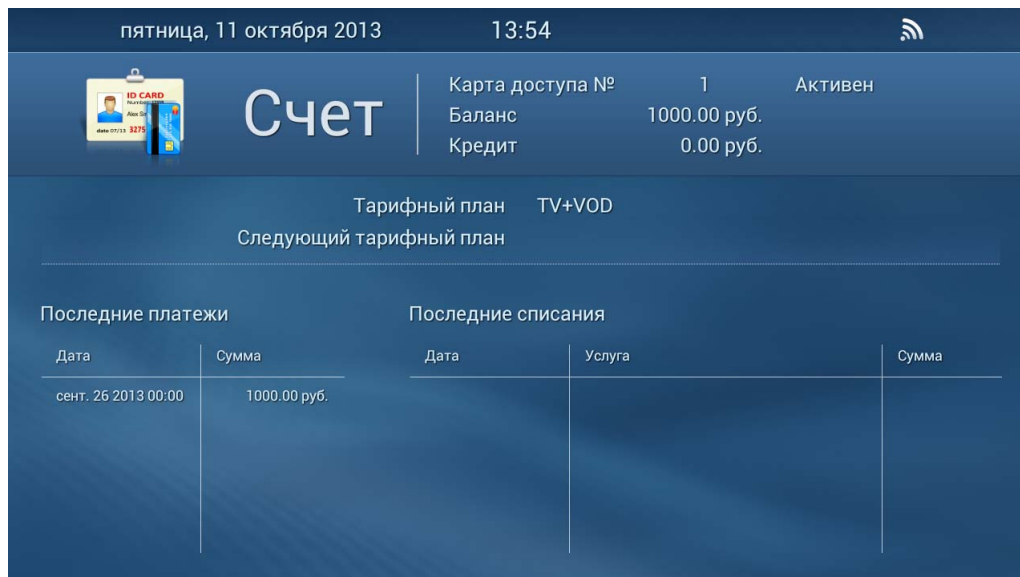 пятница, 11 октября 2013 13:54
ID CARD
Счет
Карта доступа № 1 Активен
Баланс 1000.00 руб.
Кредит 0.00 руб.
Тарифный план TV+VOD
Следующий тарифный план
Последние платежи Последние списания
Дата Сумма Дата Услуга Сумма
сент. 26 2013 00:00 1000.00 руб.